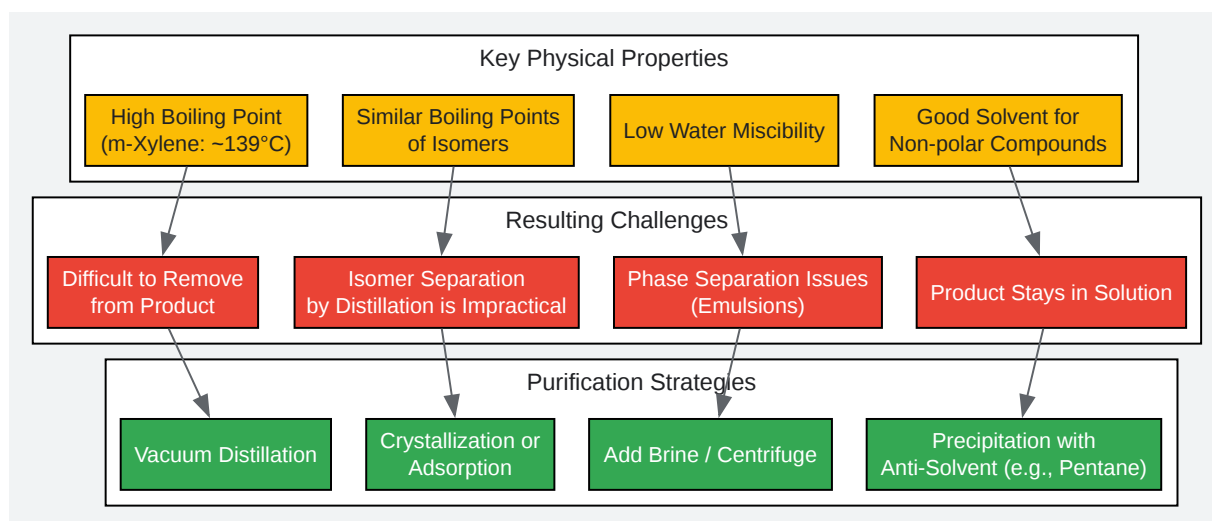 Key Physical Properties
High Boiling Point
(m-Xylene: ~139°C)
Similar Boiling Points
of Isomers
Low Water Miscibility
Good Solvent for
Non-polar Compounds
Resulting Challenges
Difficult to Remove
from Product
Isomer Separation
by Distillation is Impractical
Phase Separation Issues
(Emulsions)
Product Stays in Solution
Purification Strategies
Vacuum Distillation
Crystallization or
Adsorption
Add Brine / Centrifuge
Precipitation with
Anti-Solvent (e.g., Pentane)